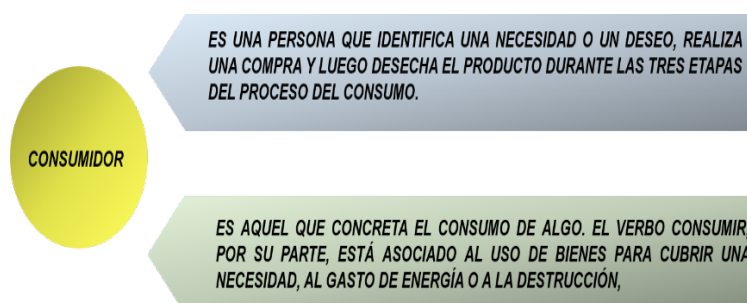 ES UNA PERSONA QUE IDENTIFICA UNA NECESIDAD O UN DESEO, REALIZA
UNA COMPRA Y LUEGO DESECHA EL PRODUCTO DURANTE LAS TRES ETAPAS
DEL PROCESO DEL CONSUMO.
CONSUMIDOR
ES AQUEL QUE CONCRETA EL CONSUMO DE ALGO. EL VERBO CONSUMIR,
POR SU PARTE, ESTÁ ASOCIADO AL USO DE BIENES PARA CUBRIR UNA
NECESIDAD, AL GASTO DE ENERGÍA O A LA DESTRUCCIÓN,